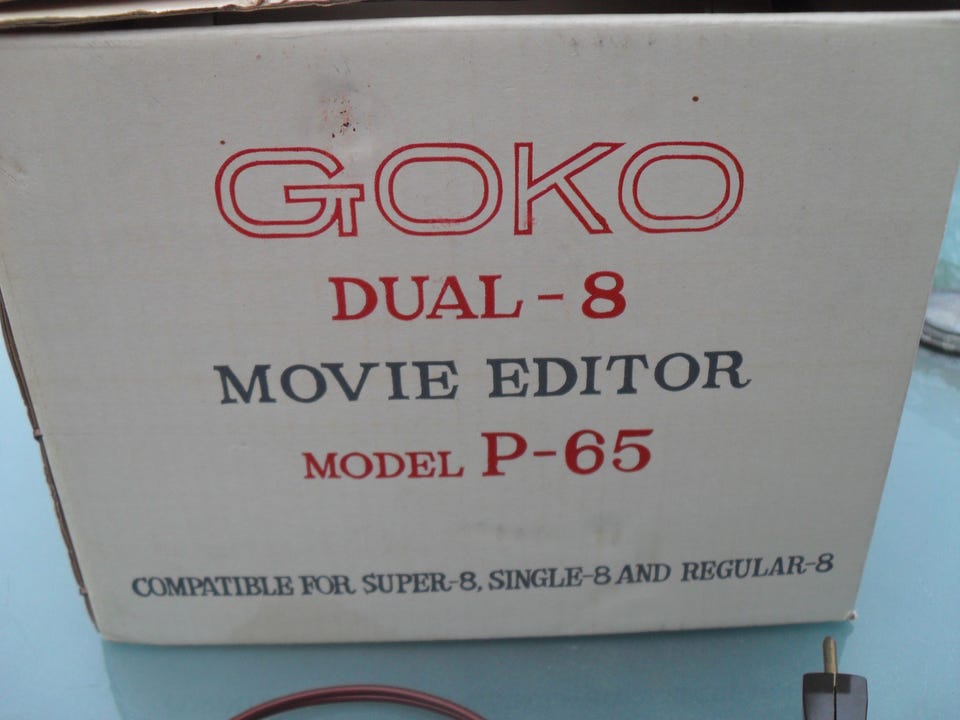 GOKO
DUAL-8
MOVIE EDITOR
MODEL P-65
COMPATIBLE FOR SUPER-8, SINGLE-8 AND REGULAR-8